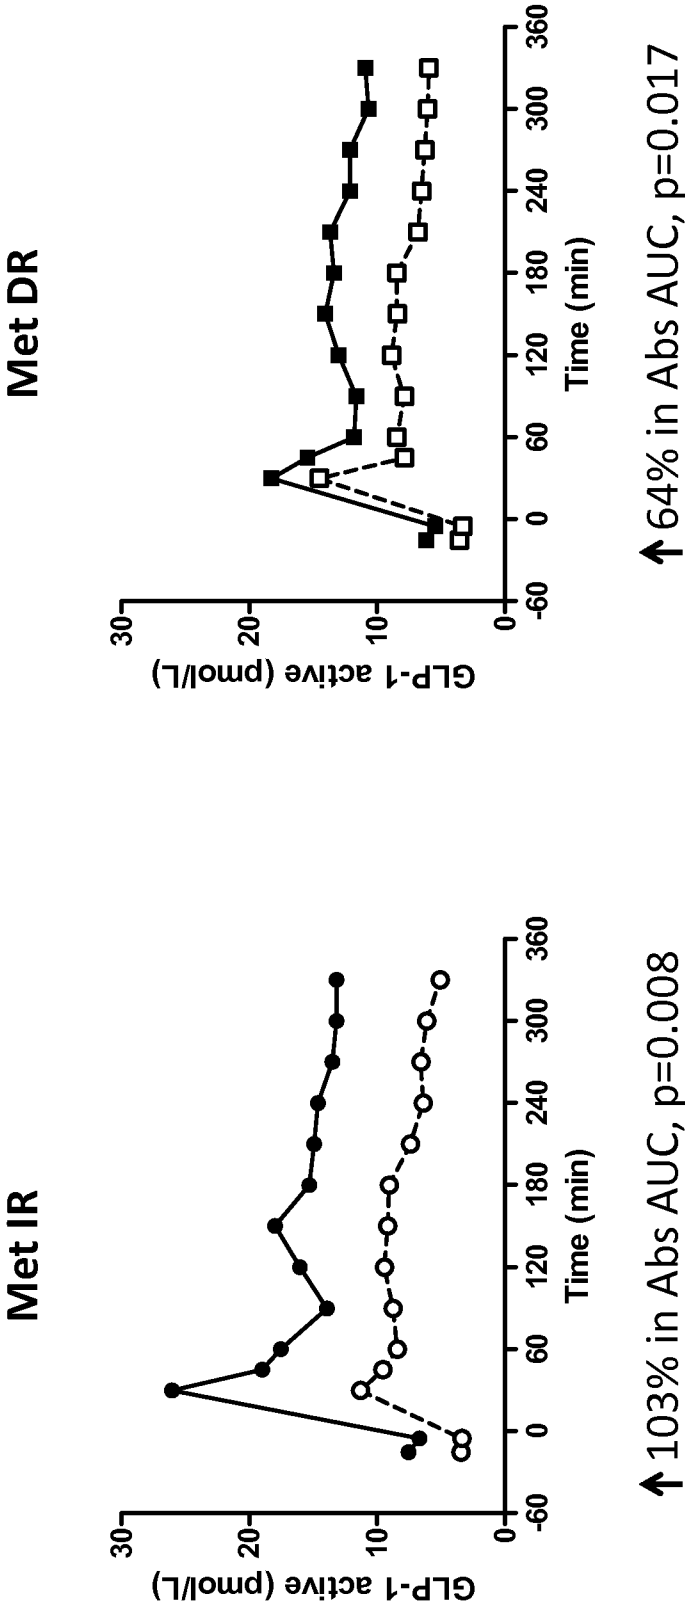 Met IR
30
20
10
0
GLP-1 active (pmol/L)
-60 0 60 120 180 240 300 360
Time (min)
↑ 103% in Abs AUC, p=0.008
Met DR
30
20
10
0
GLP-1 active (pmol/L)
-60 0 60 120 180 240 300 360
Time (min)
↑ 64% in Abs AUC, p=0.017